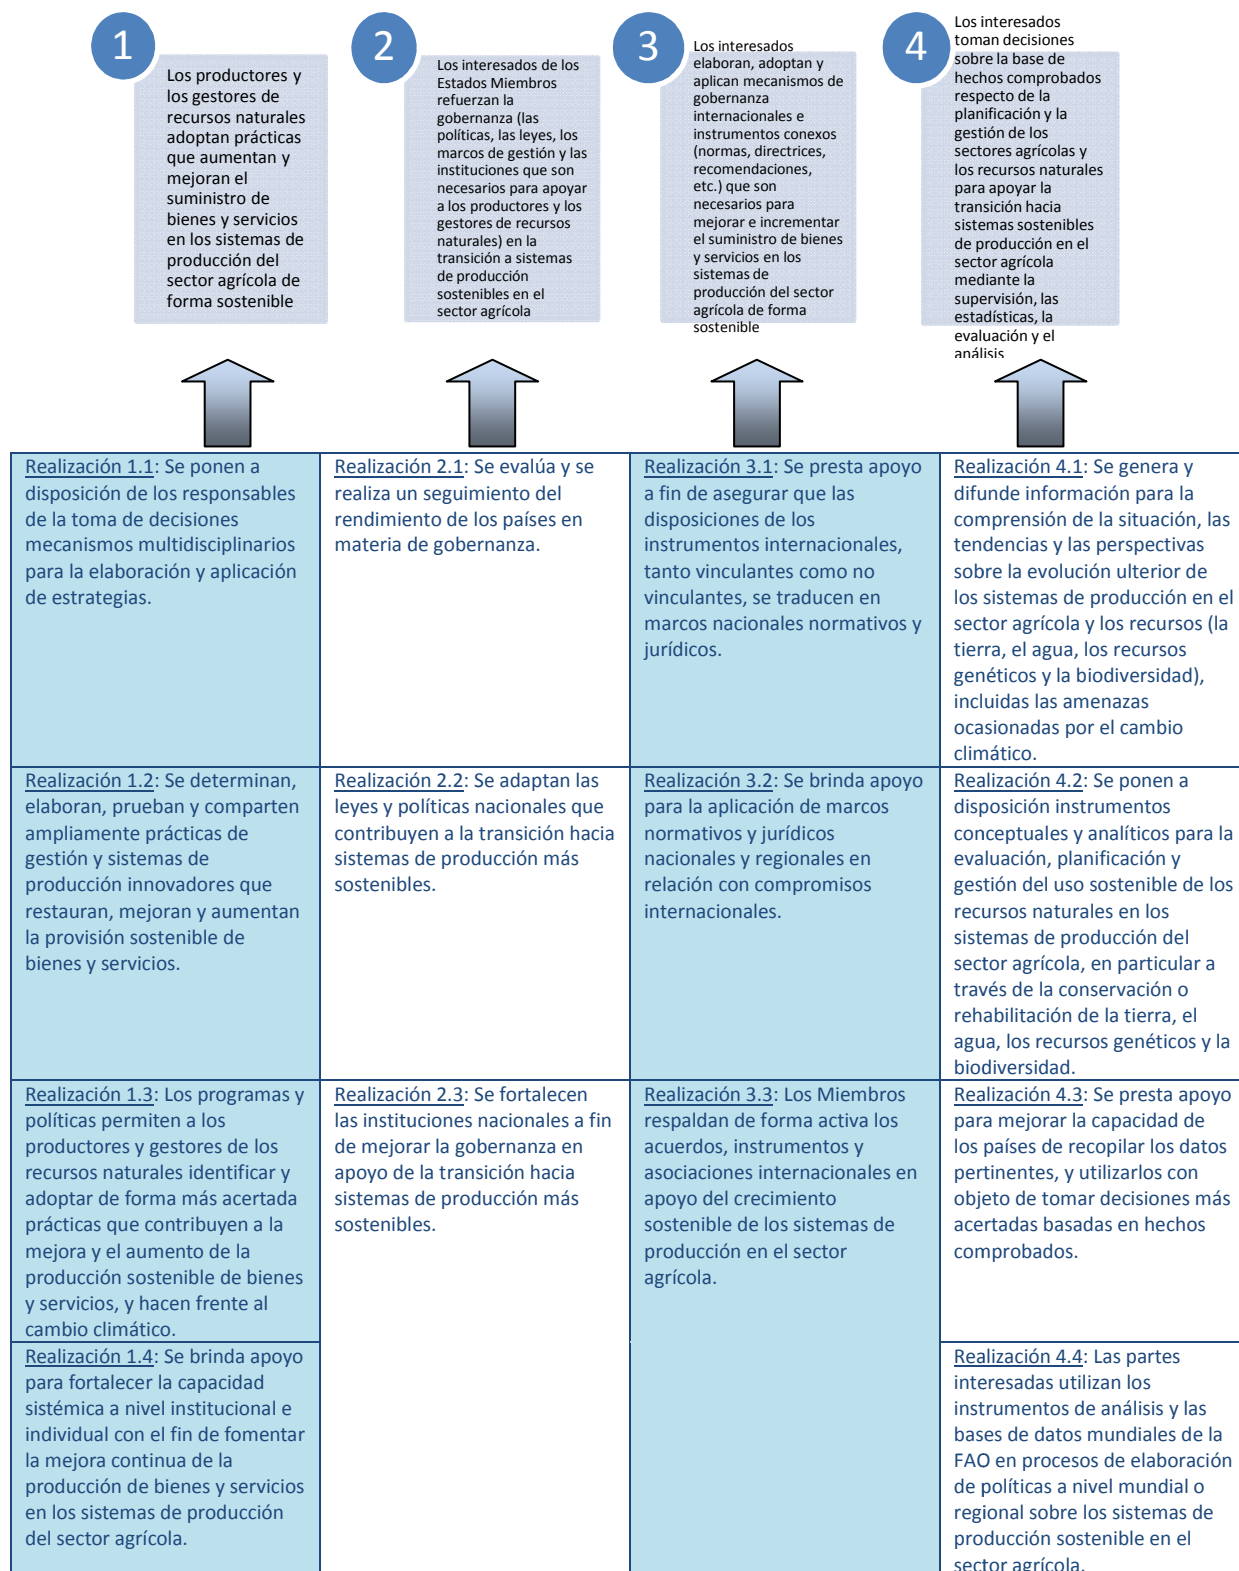 1
Los productores y
los gestores de
recursos naturales
adoptan prácticas
que aumentan y
mejoran el
suministro de
bienes y servicios
en los sistemas de
producción del
sector agrícola de
forma sostenible
2
Los interesados de los
Estados Miembros
refuerzan la
gobernanza (las
políticas, las leyes, los
marcos de gestión y las
instituciones que son
necesarios para apoyar
a los productores y los
gestores de recursos
naturales) en la
transición a sistemas
de producción
sostenibles en el
sector agrícola
3
Los interesados
elaboran, adoptan y
aplican mecanismos de
gobernanza
internacionales e
instrumentos conexos
(normas, directrices,
recomendaciones,
etc.) que son
necesarios para
mejorar e incrementar
el suministro de bienes
y servicios en los
sistemas de
producción del sector
agrícola de forma
sostenible
4
Los interesados
toman decisiones
sobre la base de
hechos comprobados
respecto de la
planificación y la
gestión de los
sectores agrícolas y
los recursos naturales
para apoyar la
transición hacia
sistemas sostenibles
de producción en el
sector agrícola
mediante la
supervisión, las
estadísticas, la
evaluación y el
análisis
Realización 1.1: Se ponen a
disposición de los responsables
de la toma de decisiones
mecanismos multidisciplinarios
para la elaboración y aplicación
de estrategias.
Realización 2.1: Se evalúa y se
realiza un seguimiento del
rendimiento de los países en
materia de gobernanza.
Realización 3.1: Se presta apoyo
a fin de asegurar que las
disposiciones de los
instrumentos internacionales,
tanto vinculantes como no
vinculantes, se traducen en
marcos nacionales normativos y
jurídicos.
Realización 4.1: Se genera y
difunde información para la
comprensión de la situación, las
tendencias y las perspectivas
sobre la evolución ulterior de
los sistemas de producción en el
sector agrícola y los recursos (la
tierra, el agua, los recursos
genéticos y la biodiversidad),
incluidas las amenazas
ocasionadas por el cambio
climático.
Realización 1.2: Se determinan,
elaboran, prueban y comparten
ampliamente prácticas de
gestión y sistemas de
producción innovadores que
restauran, mejoran y aumentan
la provisión sostenible de
bienes y servicios.
Realización 2.2: Se adaptan las
leyes y políticas nacionales que
contribuyen a la transición hacia
sistemas de producción más
sostenibles.
Realización 3.2: Se brinda apoyo
para la aplicación de marcos
normativos y jurídicos
nacionales y regionales en
relación con compromisos
internacionales.
Realización 4.2: Se ponen a
disposición instrumentos
conceptuales y analíticos para la
evaluación, planificación y
gestión del uso sostenible de los
recursos naturales en los
sistemas de producción del
sector agrícola, en particular a
través de la conservación o
rehabilitación de la tierra, el
agua, los recursos genéticos y la
biodiversidad.
Realización 1.3: Los programas y
políticas permiten a los
productores y gestores de los
recursos naturales identificar y
adoptar de forma más acertada
prácticas que contribuyen a la
mejora y el aumento de la
producción sostenible de bienes
y servicios, y hacen frente al
cambio climático.
Realización 2.3: Se fortalecen
las instituciones nacionales a fin
de mejorar la gobernanza en
apoyo de la transición hacia
sistemas de producción más
sostenibles.
Realización 3.3: Los Miembros
respaldan de forma activa los
acuerdos, instrumentos y
asociaciones internacionales en
apoyo del crecimiento
sostenible de los sistemas de
producción en el sector
agrícola.
Realización 4.3: Se presta apoyo
para mejorar la capacidad de
los países de recopilar los datos
pertinentes, y utilizarlos con
objeto de tomar decisiones más
acertadas basadas en hechos
comprobados.
Realización 1.4: Se brinda apoyo
para fortalecer la capacidad
sistémica a nivel institucional e
individual con el fin de fomentar
la mejora continua de la
producción de bienes y servicios
en los sistemas de producción
del sector agrícola.
Realización 4.4: Las partes
interesadas utilizan los
instrumentos de análisis y las
bases de datos mundiales de la
FAO en procesos de elaboración
de políticas a nivel mundial o
regional sobre los sistemas de
producción sostenible en el
sector agrícola.